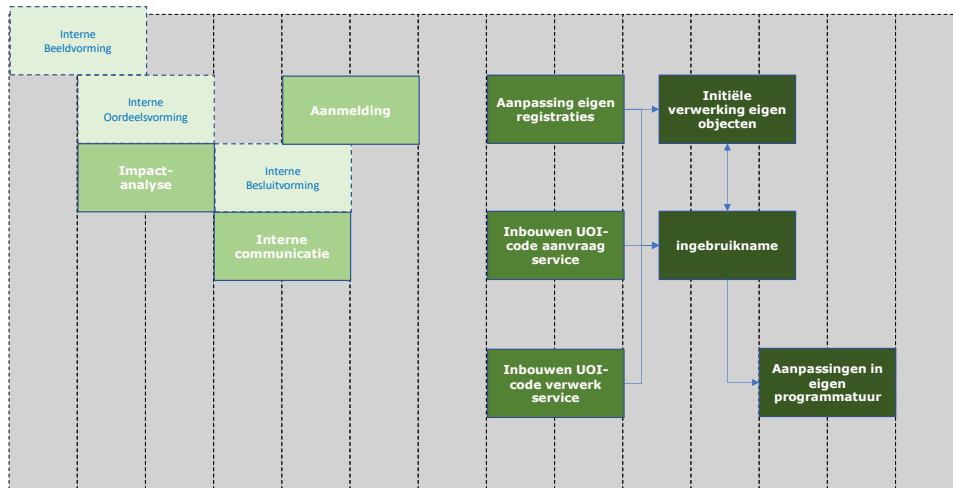 Interne
Beeldvorming
Interne
Oordeelsvorming
Aanmelding
Aanpassing eigen
registraties
Initiële
verwerking eigen
objecten
Impact-
analyse
Interne
Besluitvorming
Interne
communicatie
Inbouwen UOI-
code aanvraag
service
ingebruikname
Inbouwen UOI-
code verwerk
service
Aanpassingen in
eigen
programmatuur